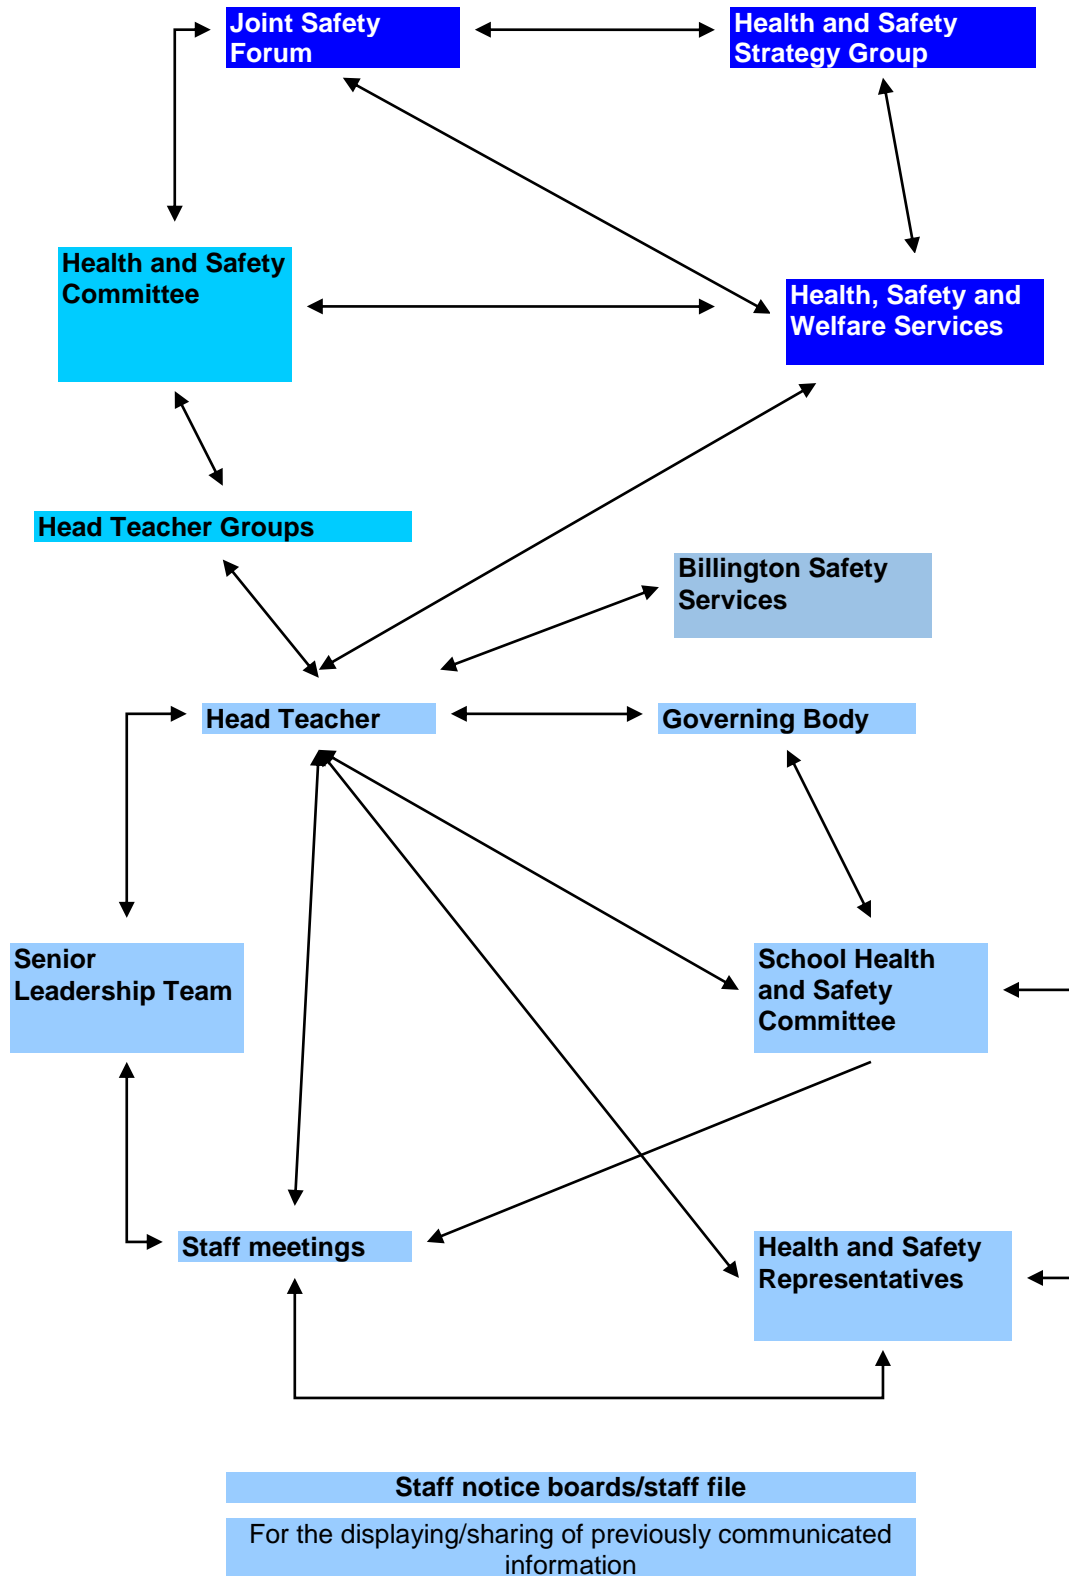 Joint Safety
Forum
Health and Safety
Strategy Group
Health and Safety
Committee
Health, Safety and
Welfare Services
Head Teacher Groups
Billington Safety
Services
Head Teacher
Governing Body
Senior
Leadership Team
School Health
and Safety
Committee
Staff meetings
Health and Safety
Representatives
Staff notice boards/staff file
For the displaying/sharing of previously communicated
information